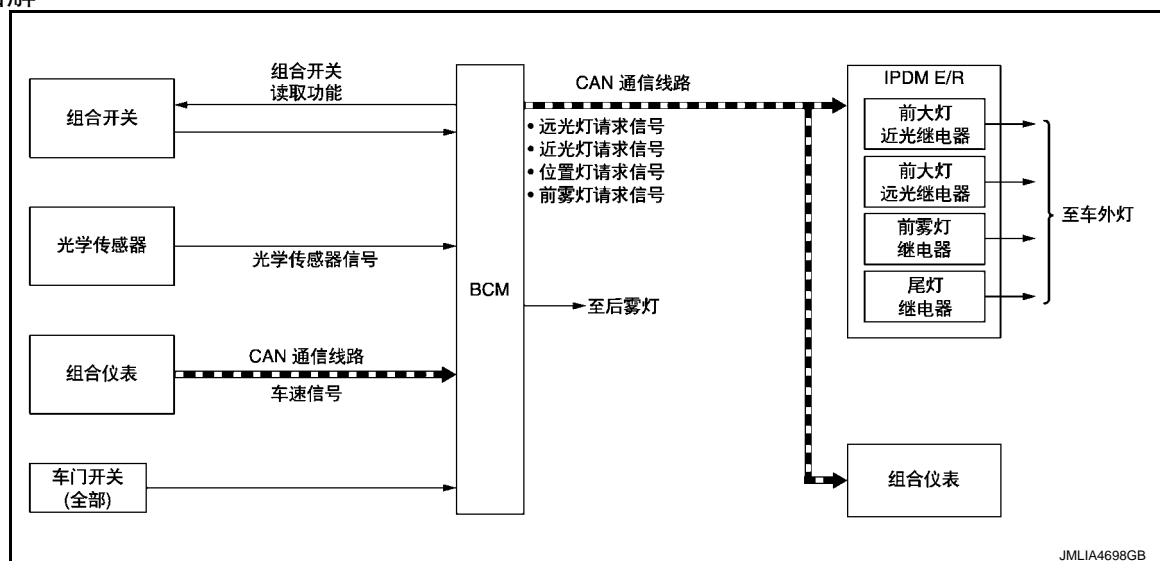 组合开关
组合开关
读取功能
光学传感器
光学传感器信号
组合仪表
CAN 通信线路
车速信号
车门开关
(全部)
BCM
CAN 通信线路
• 远光灯请求信号
• 近光灯请求信号
• 位置灯请求信号
• 前雾灯请求信号
至后雾灯
IPDM E/R
前大灯
近光继电器
前大灯
远光继电器
前雾灯
继电器
尾灯
继电器
至车外灯
组合仪表
JMLIA4698GB